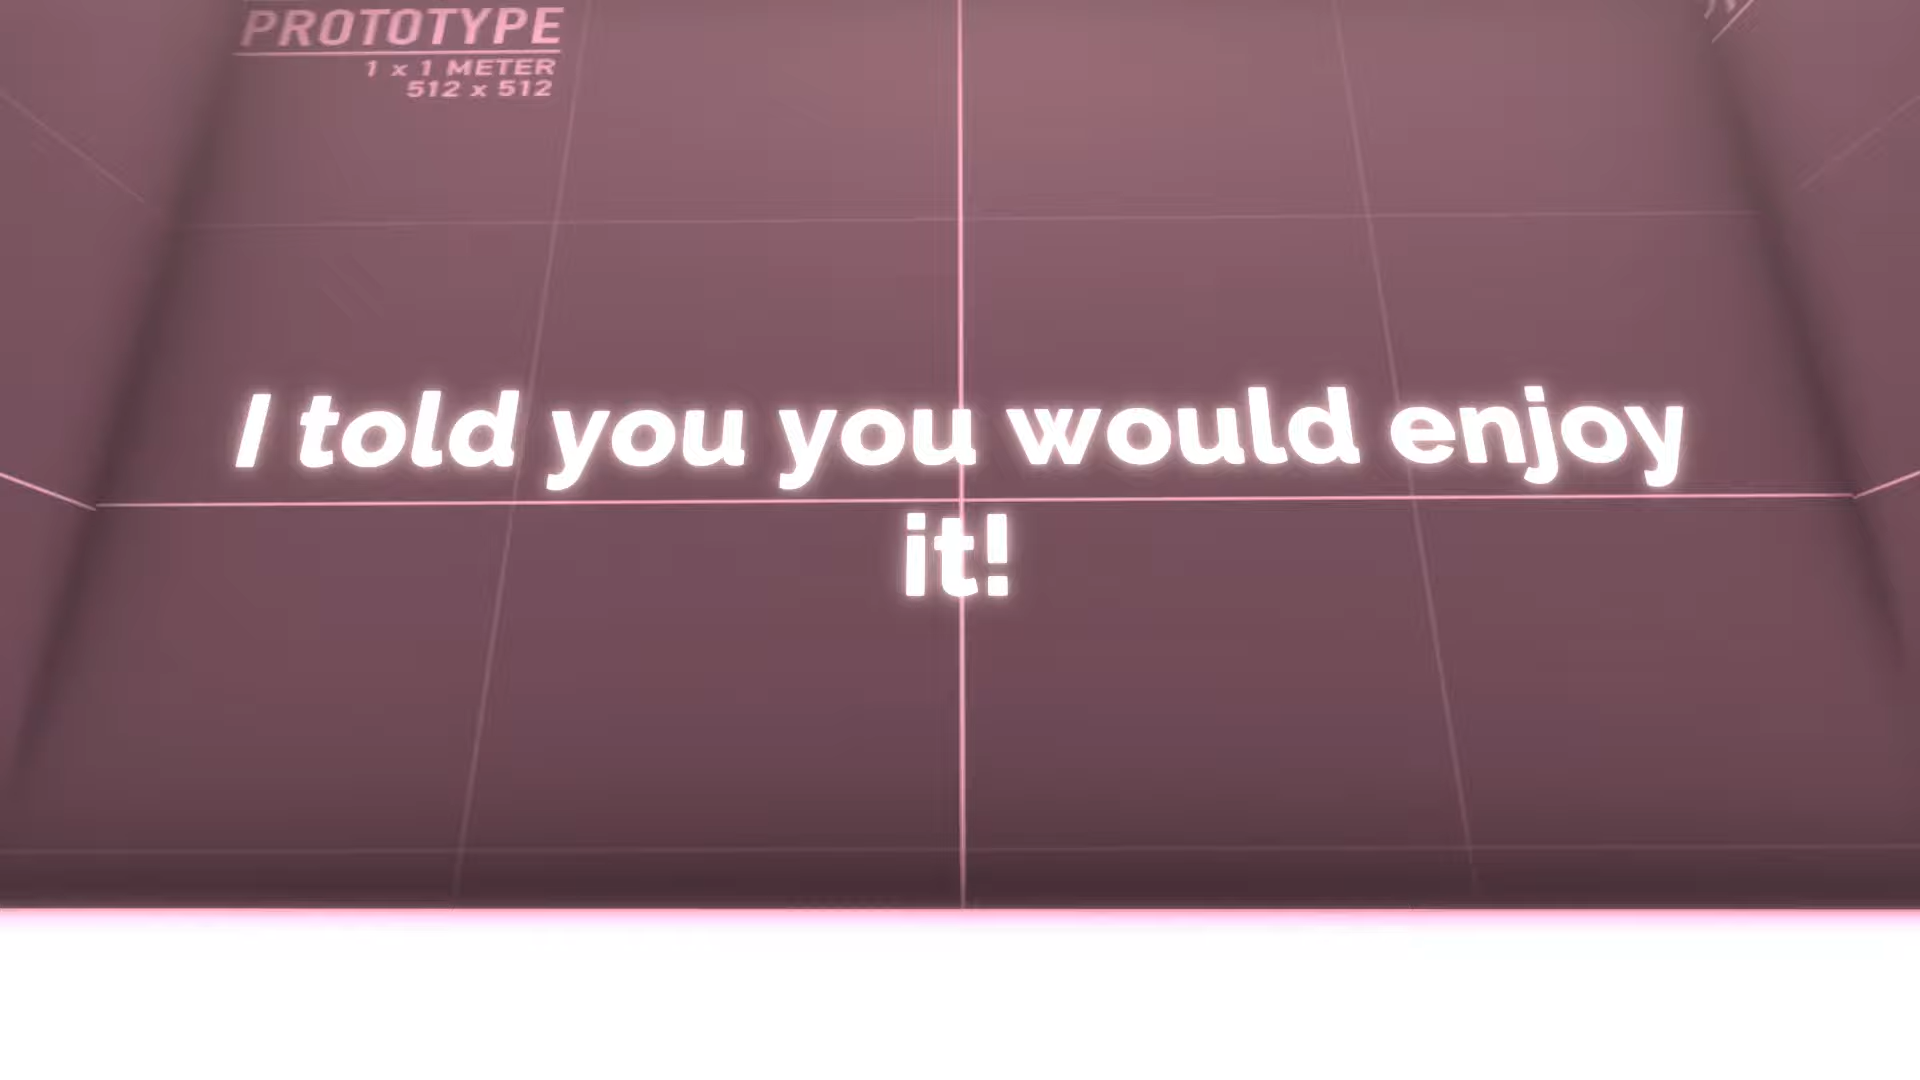 PROTOTYPE
1 x 1 METER
512 x 512
I told you you would enjoy
it!